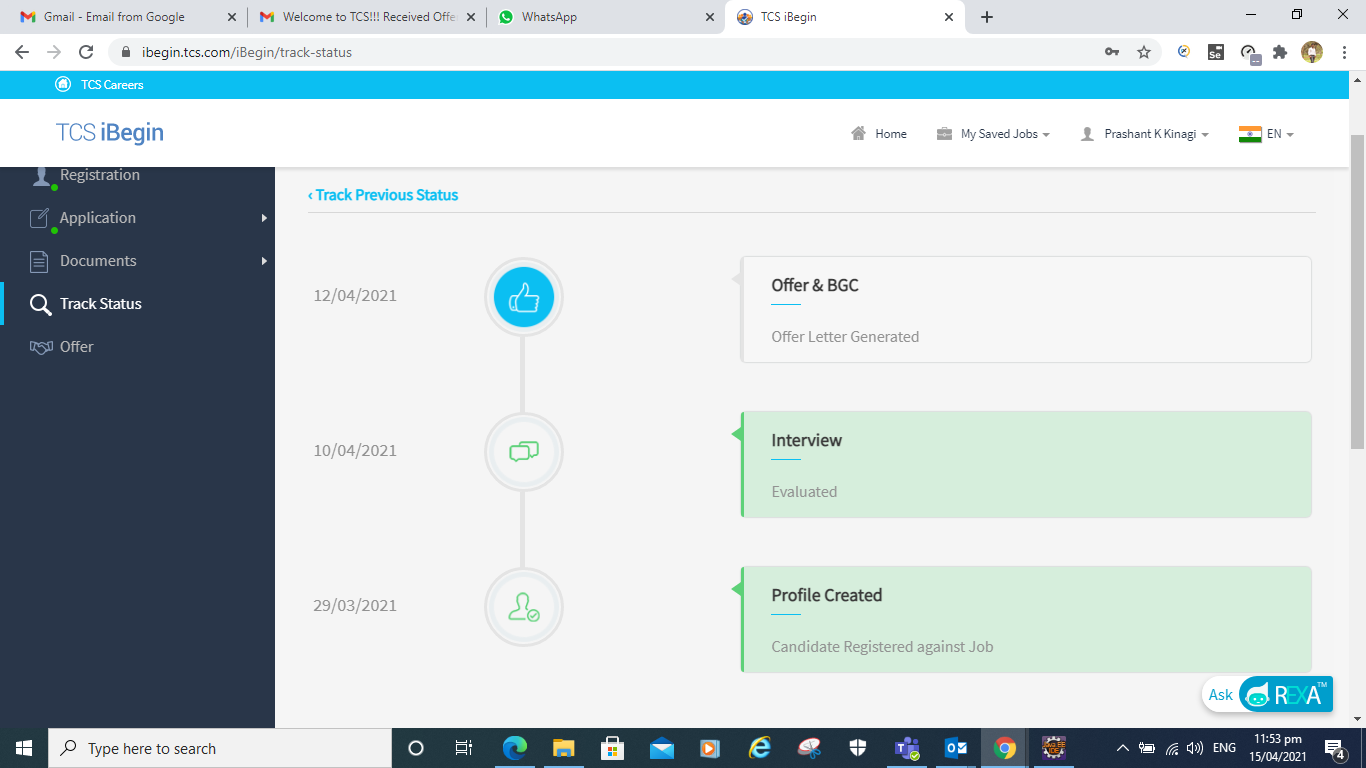 Gmail - Email from Google
Welcome to TCS!!! Received Offe
WhatsApp
TCS iBegin
ibegin.tcs.com/iBegin/track-status
Se
TCS Careers
TCS iBegin
Home
My Saved Jobs
Prashant K Kinagi
EN
Registration
Application
Documents
Track Status
Offer
‹ Track Previous Status
12/04/2021
Offer & BGC
Offer Letter Generated
10/04/2021
Interview
Evaluated
29/03/2021
Profile Created
Candidate Registered against Job
Ask REXA™
Type here to search
ENG
11:53 pm
15/04/2021
4